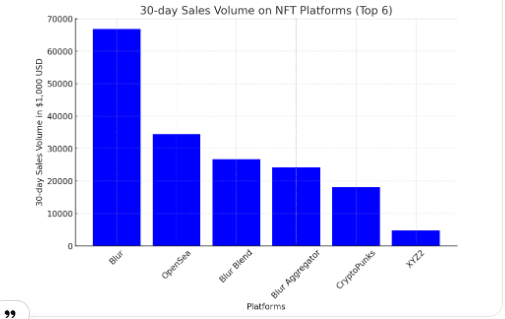 30-day Sales Volume on NFT Platforms (Top 6)
30-day Sales Volume in $1,000 USD
70000
60000
50000
40000
30000
20000
10000
0
Blur
OpenSea
Blur Blend
Blur Aggregator
CryptoPunks
XYZ2
Platforms
”